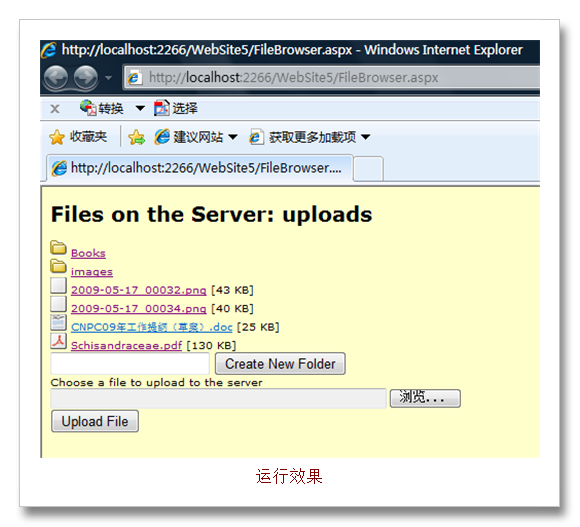 http://localhost:2266/WebSite5/FileBrowser.aspx - Windows Internet Explorer
http://localhost:2266/WebSite5/FileBrowser.aspx
x 转换 选择
收藏夹 建议网站 获取更多加载项
http://localhost:2266/WebSite5/FileBrowser....
Files on the Server: uploads
Books
images
2009-05-17_00032.png [43 KB]
2009-05-17_00034.png [40 KB]
CNPC09年工作提纲（草案）.doc [25 KB]
Schisandraceae.pdf [130 KB]
Create New Folder
Choose a file to upload to the server
浏览...
Upload File
运行效果